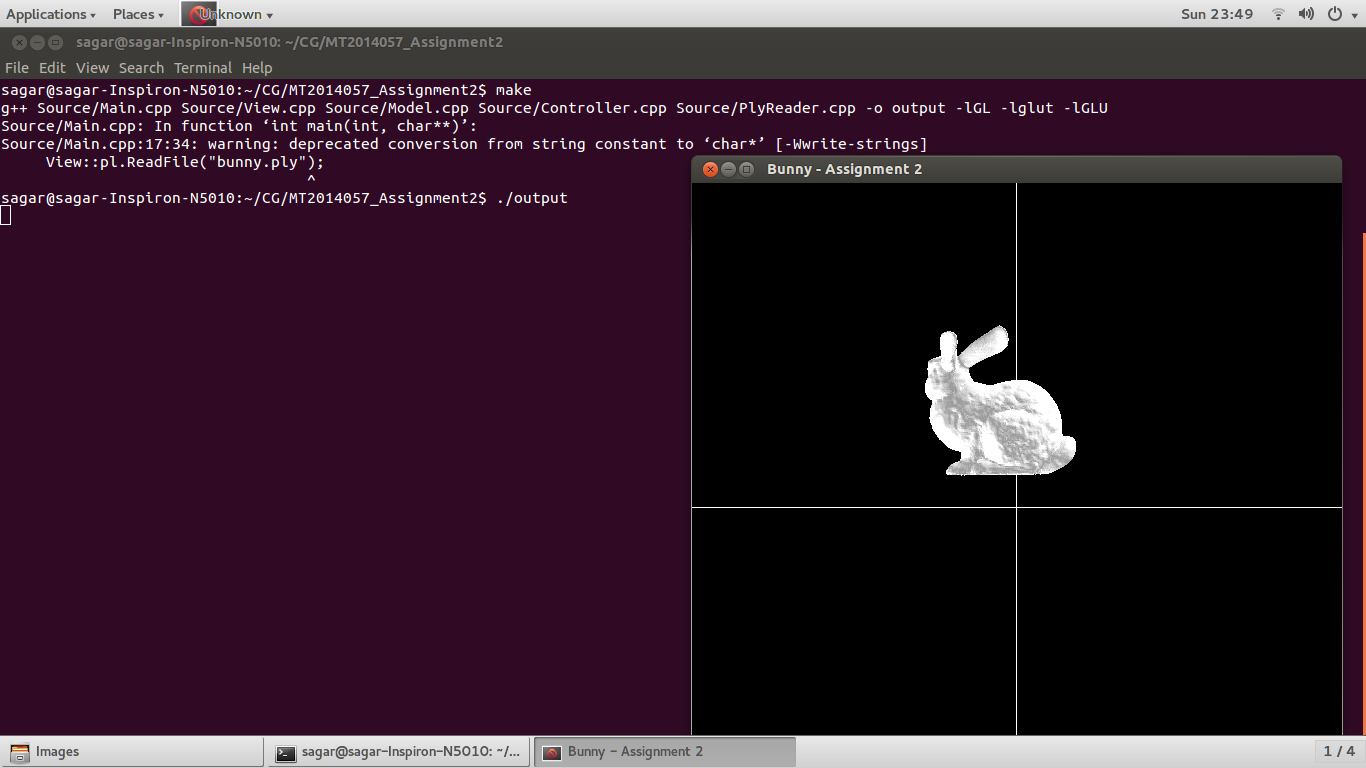 Applications Places Unknown Sun 23:49
sagar@sagar-Inspiron-N5010: ~/CG/MT2014057_Assignment2
File Edit View Search Terminal Help
sagar@sagar-Inspiron-N5010:~/CG/MT2014057_Assignment2$ make
g++ Source/Main.cpp Source/View.cpp Source/Model.cpp Source/Controller.cpp Source/PlyReader.cpp -o output -lGL -lglut -lGLU
Source/Main.cpp: In function ‘int main(int, char**)’:
Source/Main.cpp:17:34: warning: deprecated conversion from string constant to ‘char*’ [-Wwrite-strings]
     View::pl.ReadFile("bunny.ply");
                                  ^
sagar@sagar-Inspiron-N5010:~/CG/MT2014057_Assignment2$ ./output
Bunny - Assignment 2
Images sagar@sagar-Inspiron-N5010: ~/... Bunny - Assignment 2 1 / 4